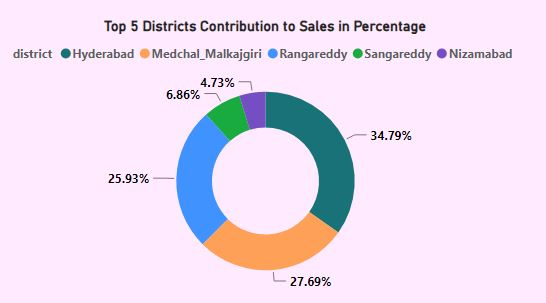 Top 5 Districts Contribution to Sales in Percentage
district Hyderabad Medchal_Malkajgiri Rangareddy Sangareddy Nizamabad
4.73%
6.86%
34.79%
25.93%
27.69%